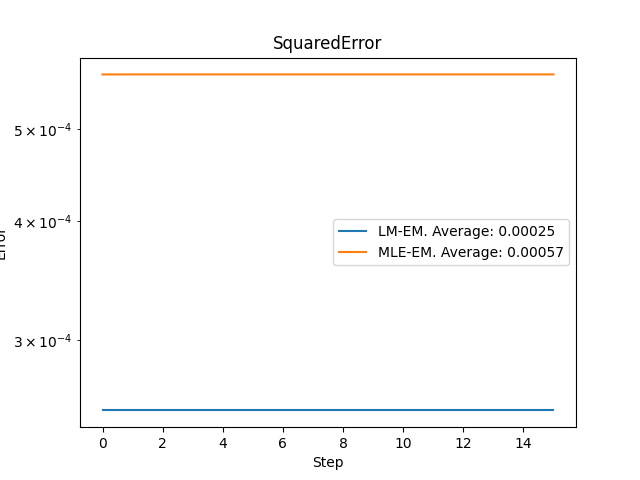 SquaredError
5 × 10⁻⁴
4 × 10⁻⁴
3 × 10⁻⁴
Error
LM-EM. Average: 0.00025
MLE-EM. Average: 0.00057
0 2 4 6 8 10 12 14
Step